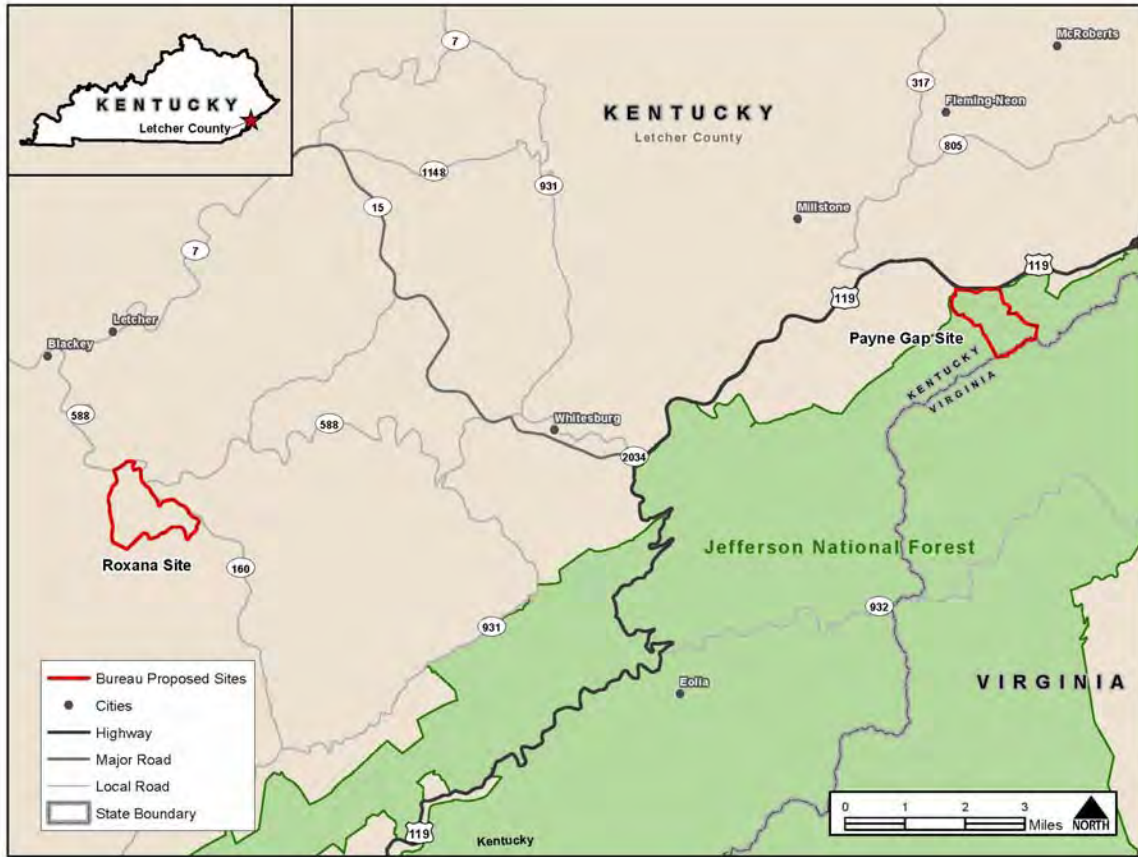 KENTUCKY
Letcher County
7
McRoberts
317
KENTUCKY
Letcher County
Fleming-Neon
805
1148
931
15
Millstone
7
119
119
Letcher
Blackey
Payne Gap Site
KENTUCKY
VIRGINIA
588
588
Whitesburg
2034
Roxana Site
Jefferson National Forest
160
932
931
Eolia
VIRGINIA
Bureau Proposed Sites
Cities
Highway
Major Road
Local Road
State Boundary
0 1 2 3
Miles
NORTH
119
Kentucky